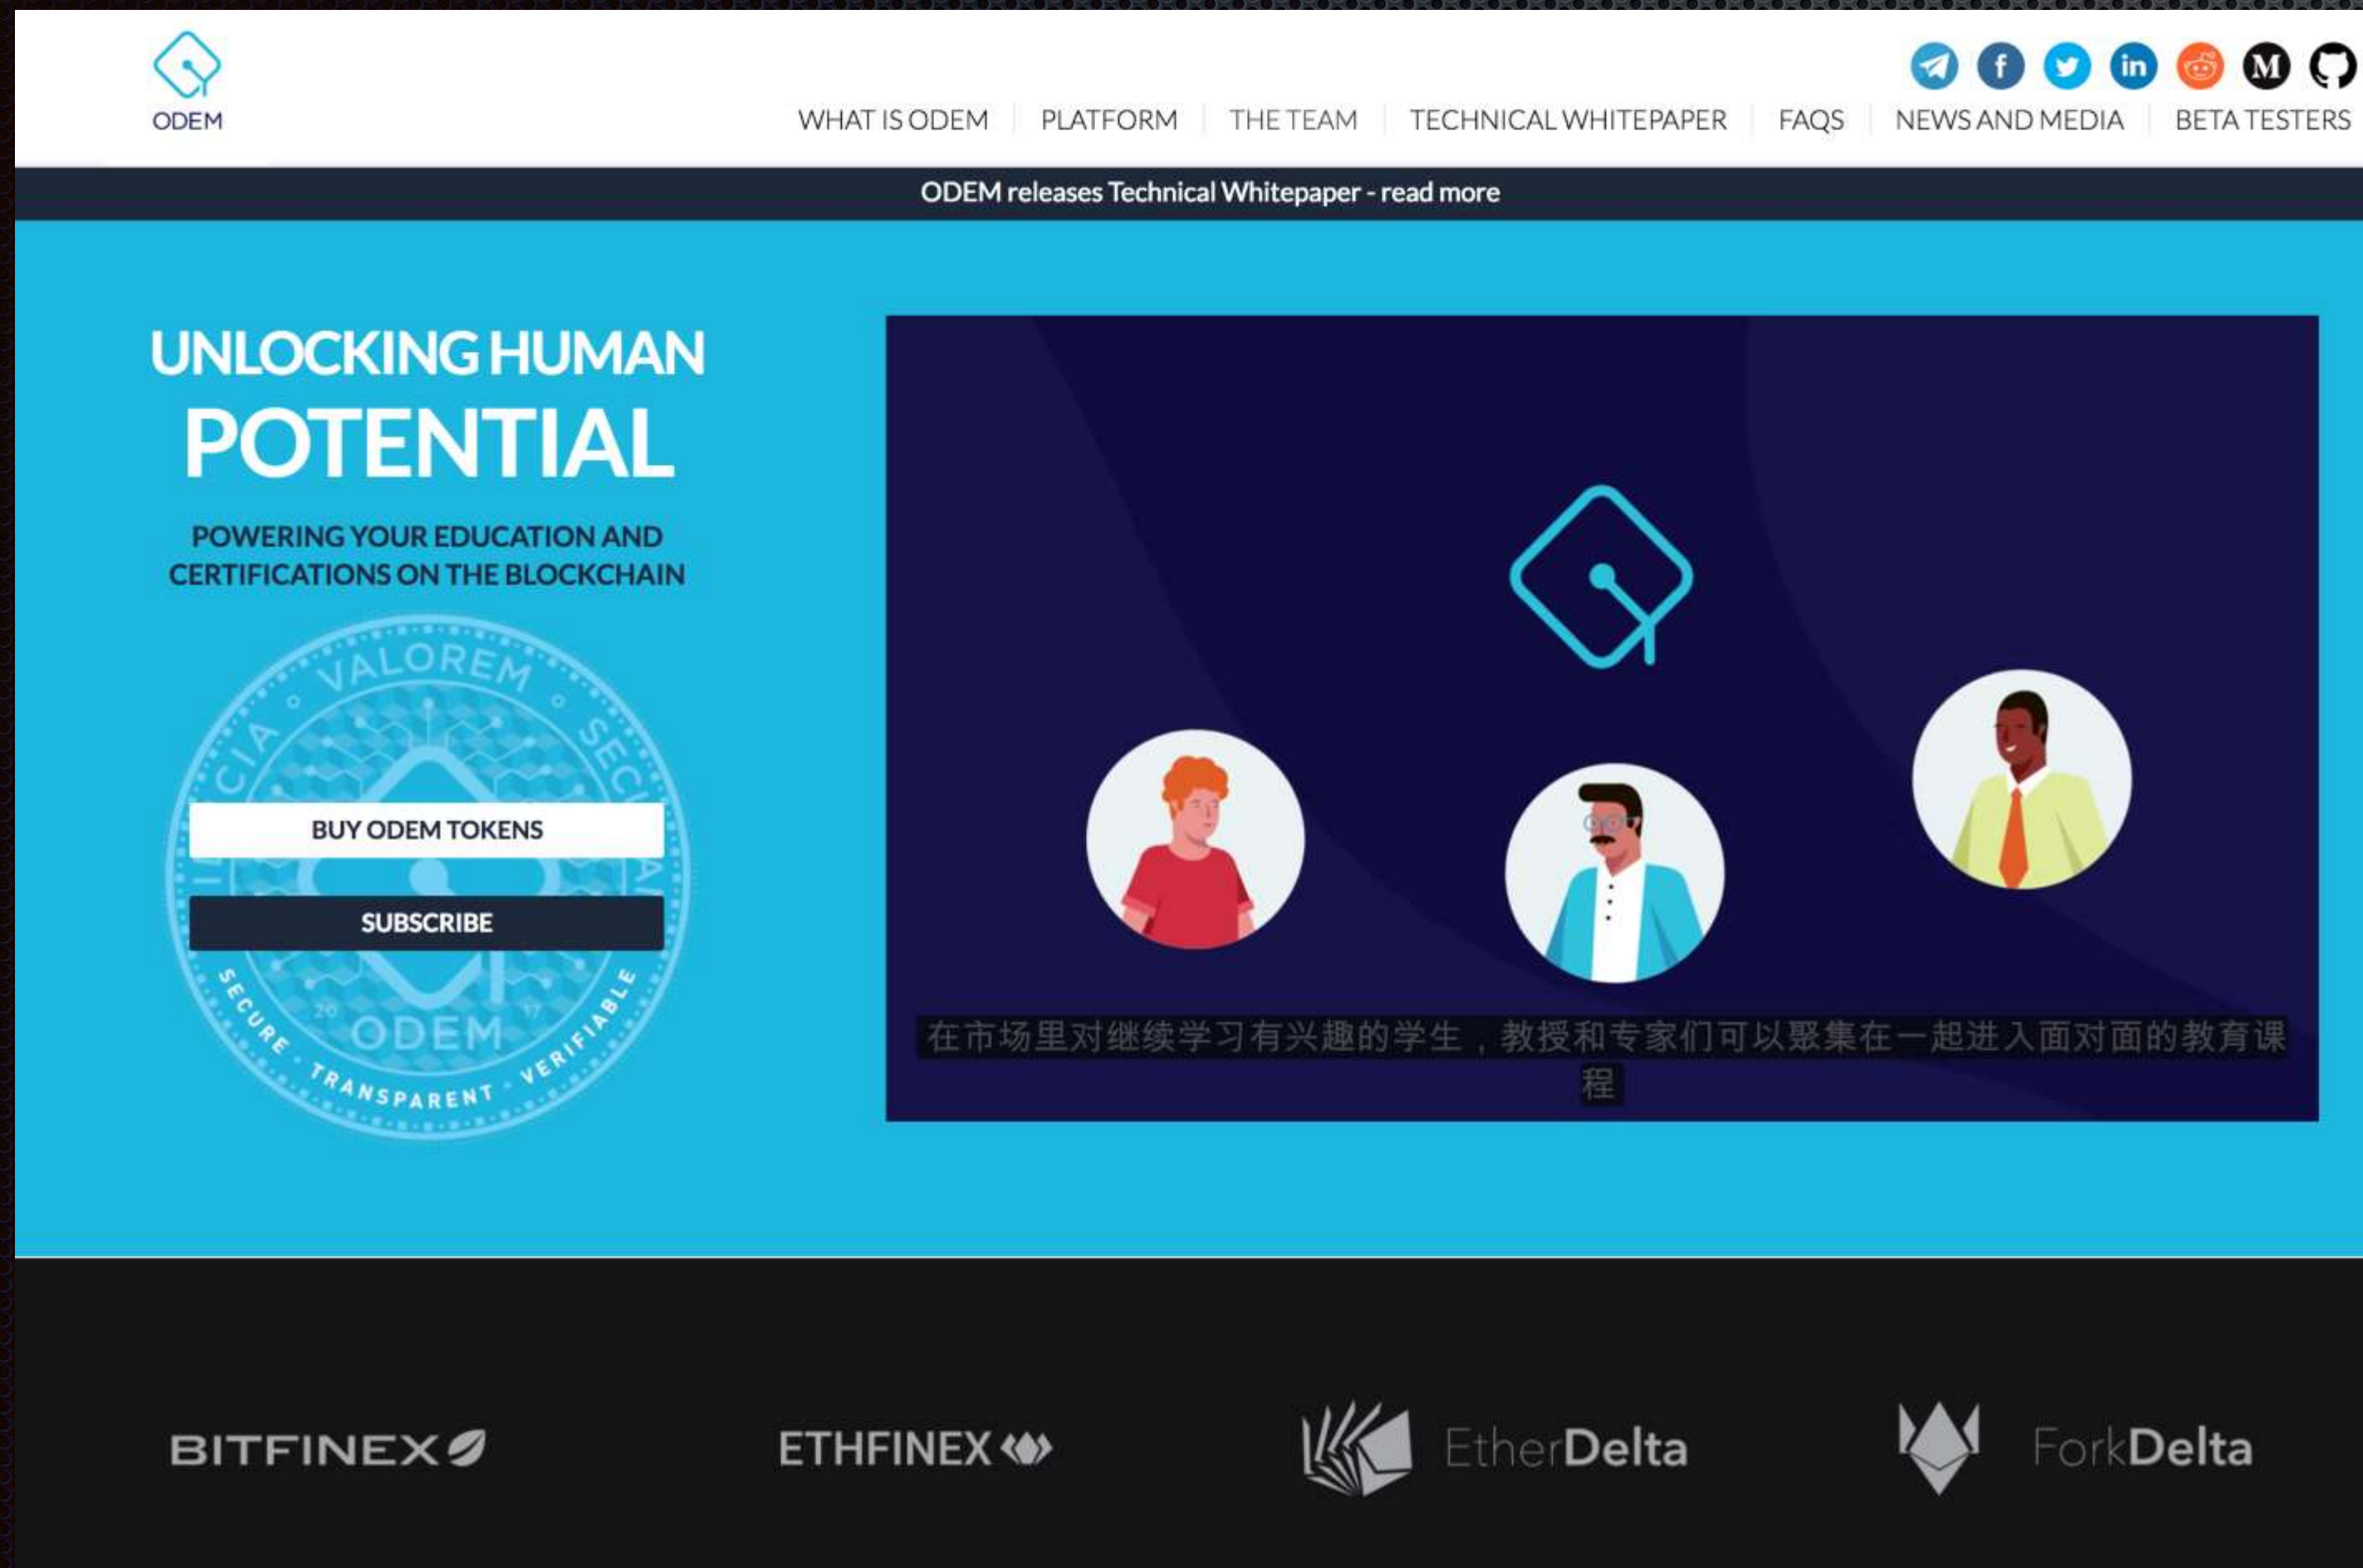 ODEM
WHAT IS ODEM
PLATFORM
THE TEAM
TECHNICAL WHITEPAPER
FAQS
NEWS AND MEDIA
BETA TESTERS
ODEM releases Technical Whitepaper - read more
UNLOCKING HUMAN
POTENTIAL
POWERING YOUR EDUCATION AND
CERTIFICATIONS ON THE BLOCKCHAIN
VALOREM
BUY ODEM TOKENS
SUBSCRIBE
20 17
ODEM
SECURE · TRANSPARENT · VERIFIABLE
在市场里对继续学习有兴趣的学生，教授和专家们可以聚集在一起进入面对面的教育课
程
BITFINEX
ETHFINEX
EtherDelta
ForkDelta